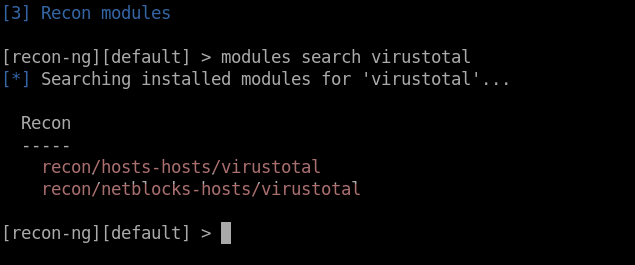 [3] Recon modules
[recon-ng][default] > modules search virustotal
[*] Searching installed modules for 'virustotal'...
Recon
-----
recon/hosts-hosts/virustotal
recon/netblocks-hosts/virustotal
[recon-ng][default] >